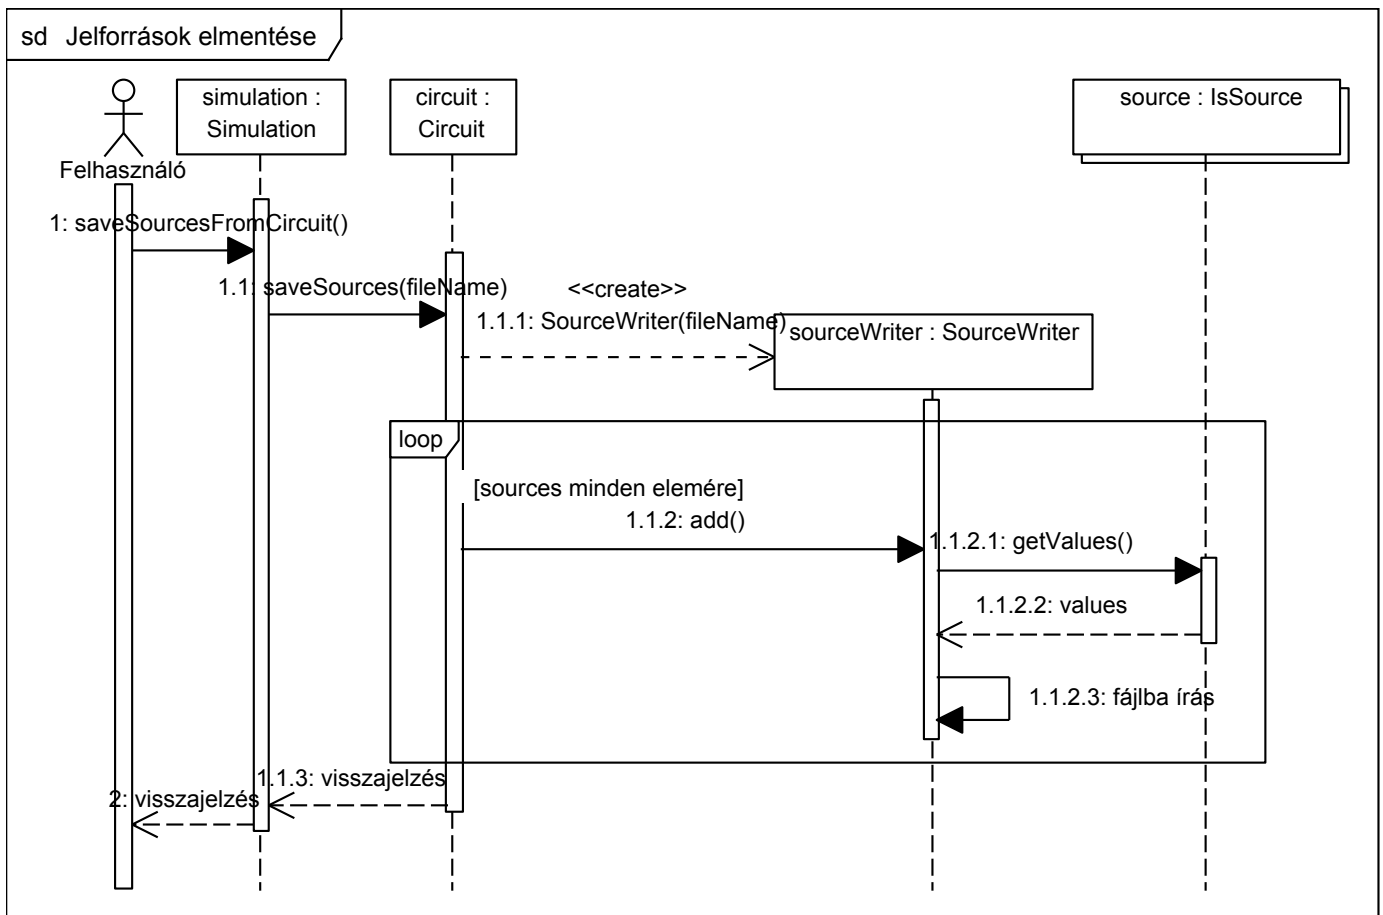 sd Jelforrások elmentése
simulation :
Simulation
circuit :
Circuit
source : IsSource
Felhasználó
1: saveSourcesFromCircuit()
1.1: saveSources(fileName)
<<create>>
1.1.1: SourceWriter(fileName)
sourceWriter : SourceWriter
loop
[sources minden elemére]
1.1.2: add()
1.1.2.1: getValues()
1.1.2.2: values
1.1.2.3: fájlba írás
1.1.3: visszajelzés
2: visszajelzés